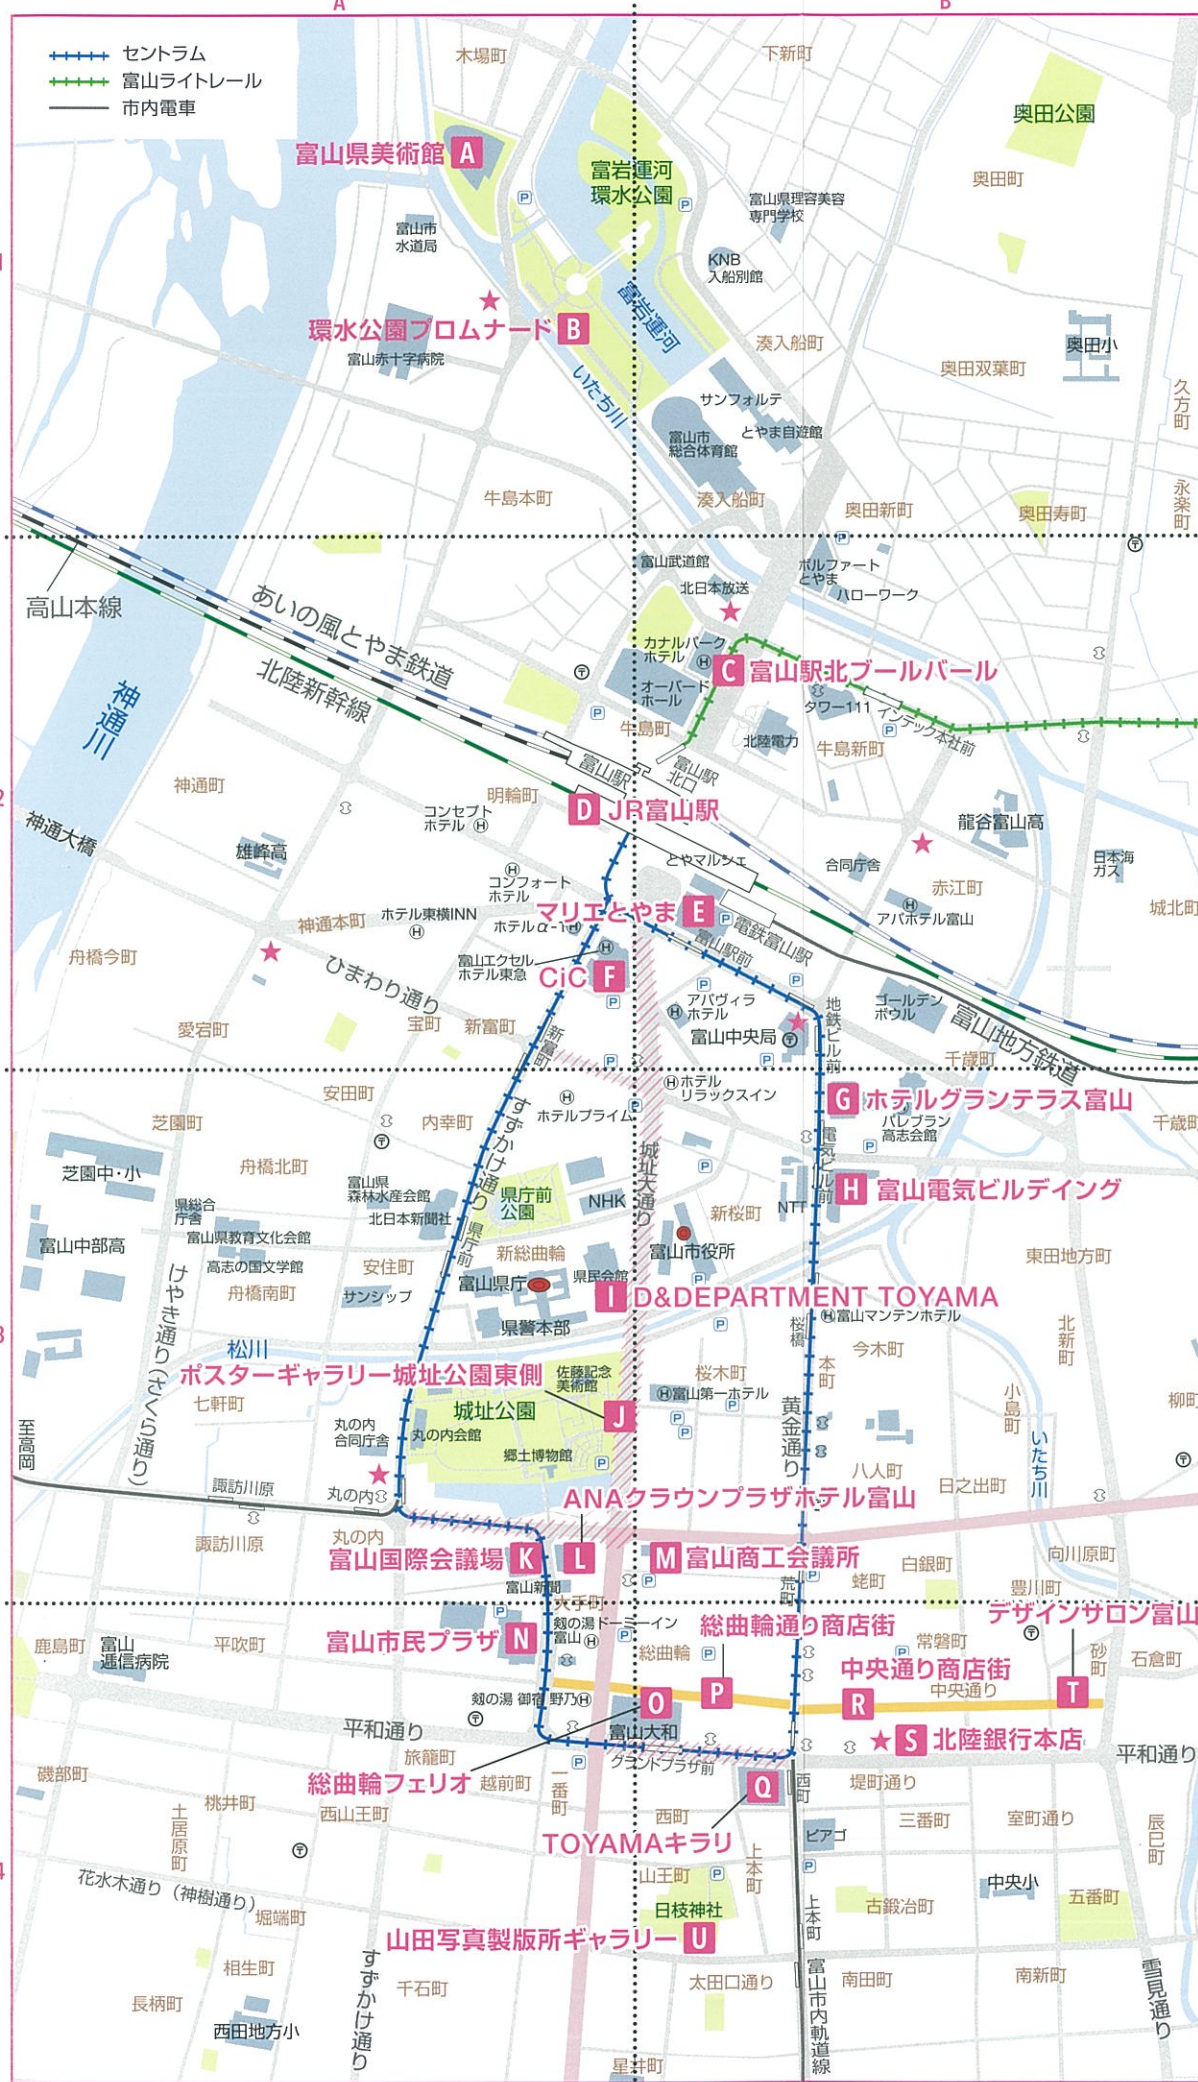 A
B
セントラム
富山ライトレール
市内電車
木場町
下新町
奥田公園
富山県美術館 A
富岩運河
環水公園
奥田町
P
P
富山県理容美容
専門学校
富山市
水道局
KNB
入船別館
1
富岩運河
環水公園プロムナード B
富山赤十字病院
湊入船町
奥田小
奥田双葉町
いたち川
サンフォルテ
久方町
富山市
総合体育館
とやま自遊館
牛島本町
湊入船町
奥田新町
奥田寿町
永楽町
P
富山武道館
ボルファート
とやま
北日本放送
ハローワーク
高山本線
あいの風とやま鉄道
北陸新幹線
カナルパーク
ホテル H
C 富山駅北ブールバール
オーバード
ホール
タワー111
インテック本社前
神通川
P
牛島町
北陸電力
牛島新町
P
富山駅
富山駅
北口
神通町
明輪町
D JR富山駅
2
神通大橋
コンセプト
ホテル H
龍谷富山高
雄峰高
とやマルシェ
合同庁舎
日本海
ガス
H
コンフォート
ホテル
赤江町
マリエとやま E
P
H
アパホテル富山
城北町
神通本町
ホテル東横INN
H
ホテルα-1 H
電鉄富山駅
富山駅前
舟橋今町
富山エクセル
ホテル東急
H
ひまわり通り
CiC F
P
P
P
アパヴィラ
ホテル
H
ゴールデン
ボウル
地鉄ビル前
富山地方鉄道
愛宕町
宝町
新富町
新富町
富山中央局
P
P
千歳町
安田町
H ホテル
リラックスイン
G ホテルグランテラス富山
芝園町
内幸町
H
ホテルプライム
P
パレブラン
高志会館
千歳町
P
すずかけ通り
城址大通り
電気ビル前
舟橋北町
芝園中・小
P
富山県
森林水産会館
県庁前
公園
NHK
NTT
H 富山電気ビルデイング
県総合
庁舎
北日本新聞社
新桜町
富山県教育文化会館
富山中部高
県庁前
新総曲輪
富山市役所
東田地方町
高志の国文学館
安住町
富山県庁
県民会館
P
けやき通り(さくら通り)
舟橋南町
サンシップ
I D&DEPARTMENT TOYAMA
3
県警本部
P
桜橋
H 富山マンテンホテル
北新町
松川
今木町
ポスターギャラリー城址公園東側
佐藤記念
美術館
桜木町
本町
七軒町
城址公園
H 富山第一ホテル
P
小島町
柳町
J
P
P
至高岡
丸の内
合同庁舎
丸の内会館
黄金通り
いたち川
郷土博物館
P
八人町
日之出町
諏訪川原
丸の内
ANAクラウンプラザホテル富山
諏訪川原
丸の内
富山国際会議場 K
L
M 富山商工会議所
白銀町
向川原町
富山新聞
P
荒町
P
蛯町
豊川町
大手町
デザインサロン富山
P
剱の湯ドーミーイン
富山 H
総曲輪通り商店街
P
鹿島町
富山
逓信病院
平吹町
富山市民プラザ N
総曲輪
P
P
常磐町
砂町
石倉町
中央通り商店街
剱の湯 御宿 野乃 H
O
P
R
中央通り
T
平和通り
富山大和
S 北陸銀行本店
旅籠町
P
グランドプラザ前
平和通り
総曲輪フェリオ
越前町
磯部町
一番町
Q
西町
堤町通り
桃井町
西山王町
土居原町
西町
三番町
室町通り
TOYAMAキラリ
ピアゴ
辰巳町
4
上本町
山王町
P
P
花水木通り（神樹通り）
中央小
五番町
古鍛冶町
堀端町
日枝神社
上本町
山田写真製版所ギャラリー U
相生町
すずかけ通り
千石町
太田口通り
南田町
南新町
雪見通り
長柄町
富山市内軌道線
西田地方小
星井町